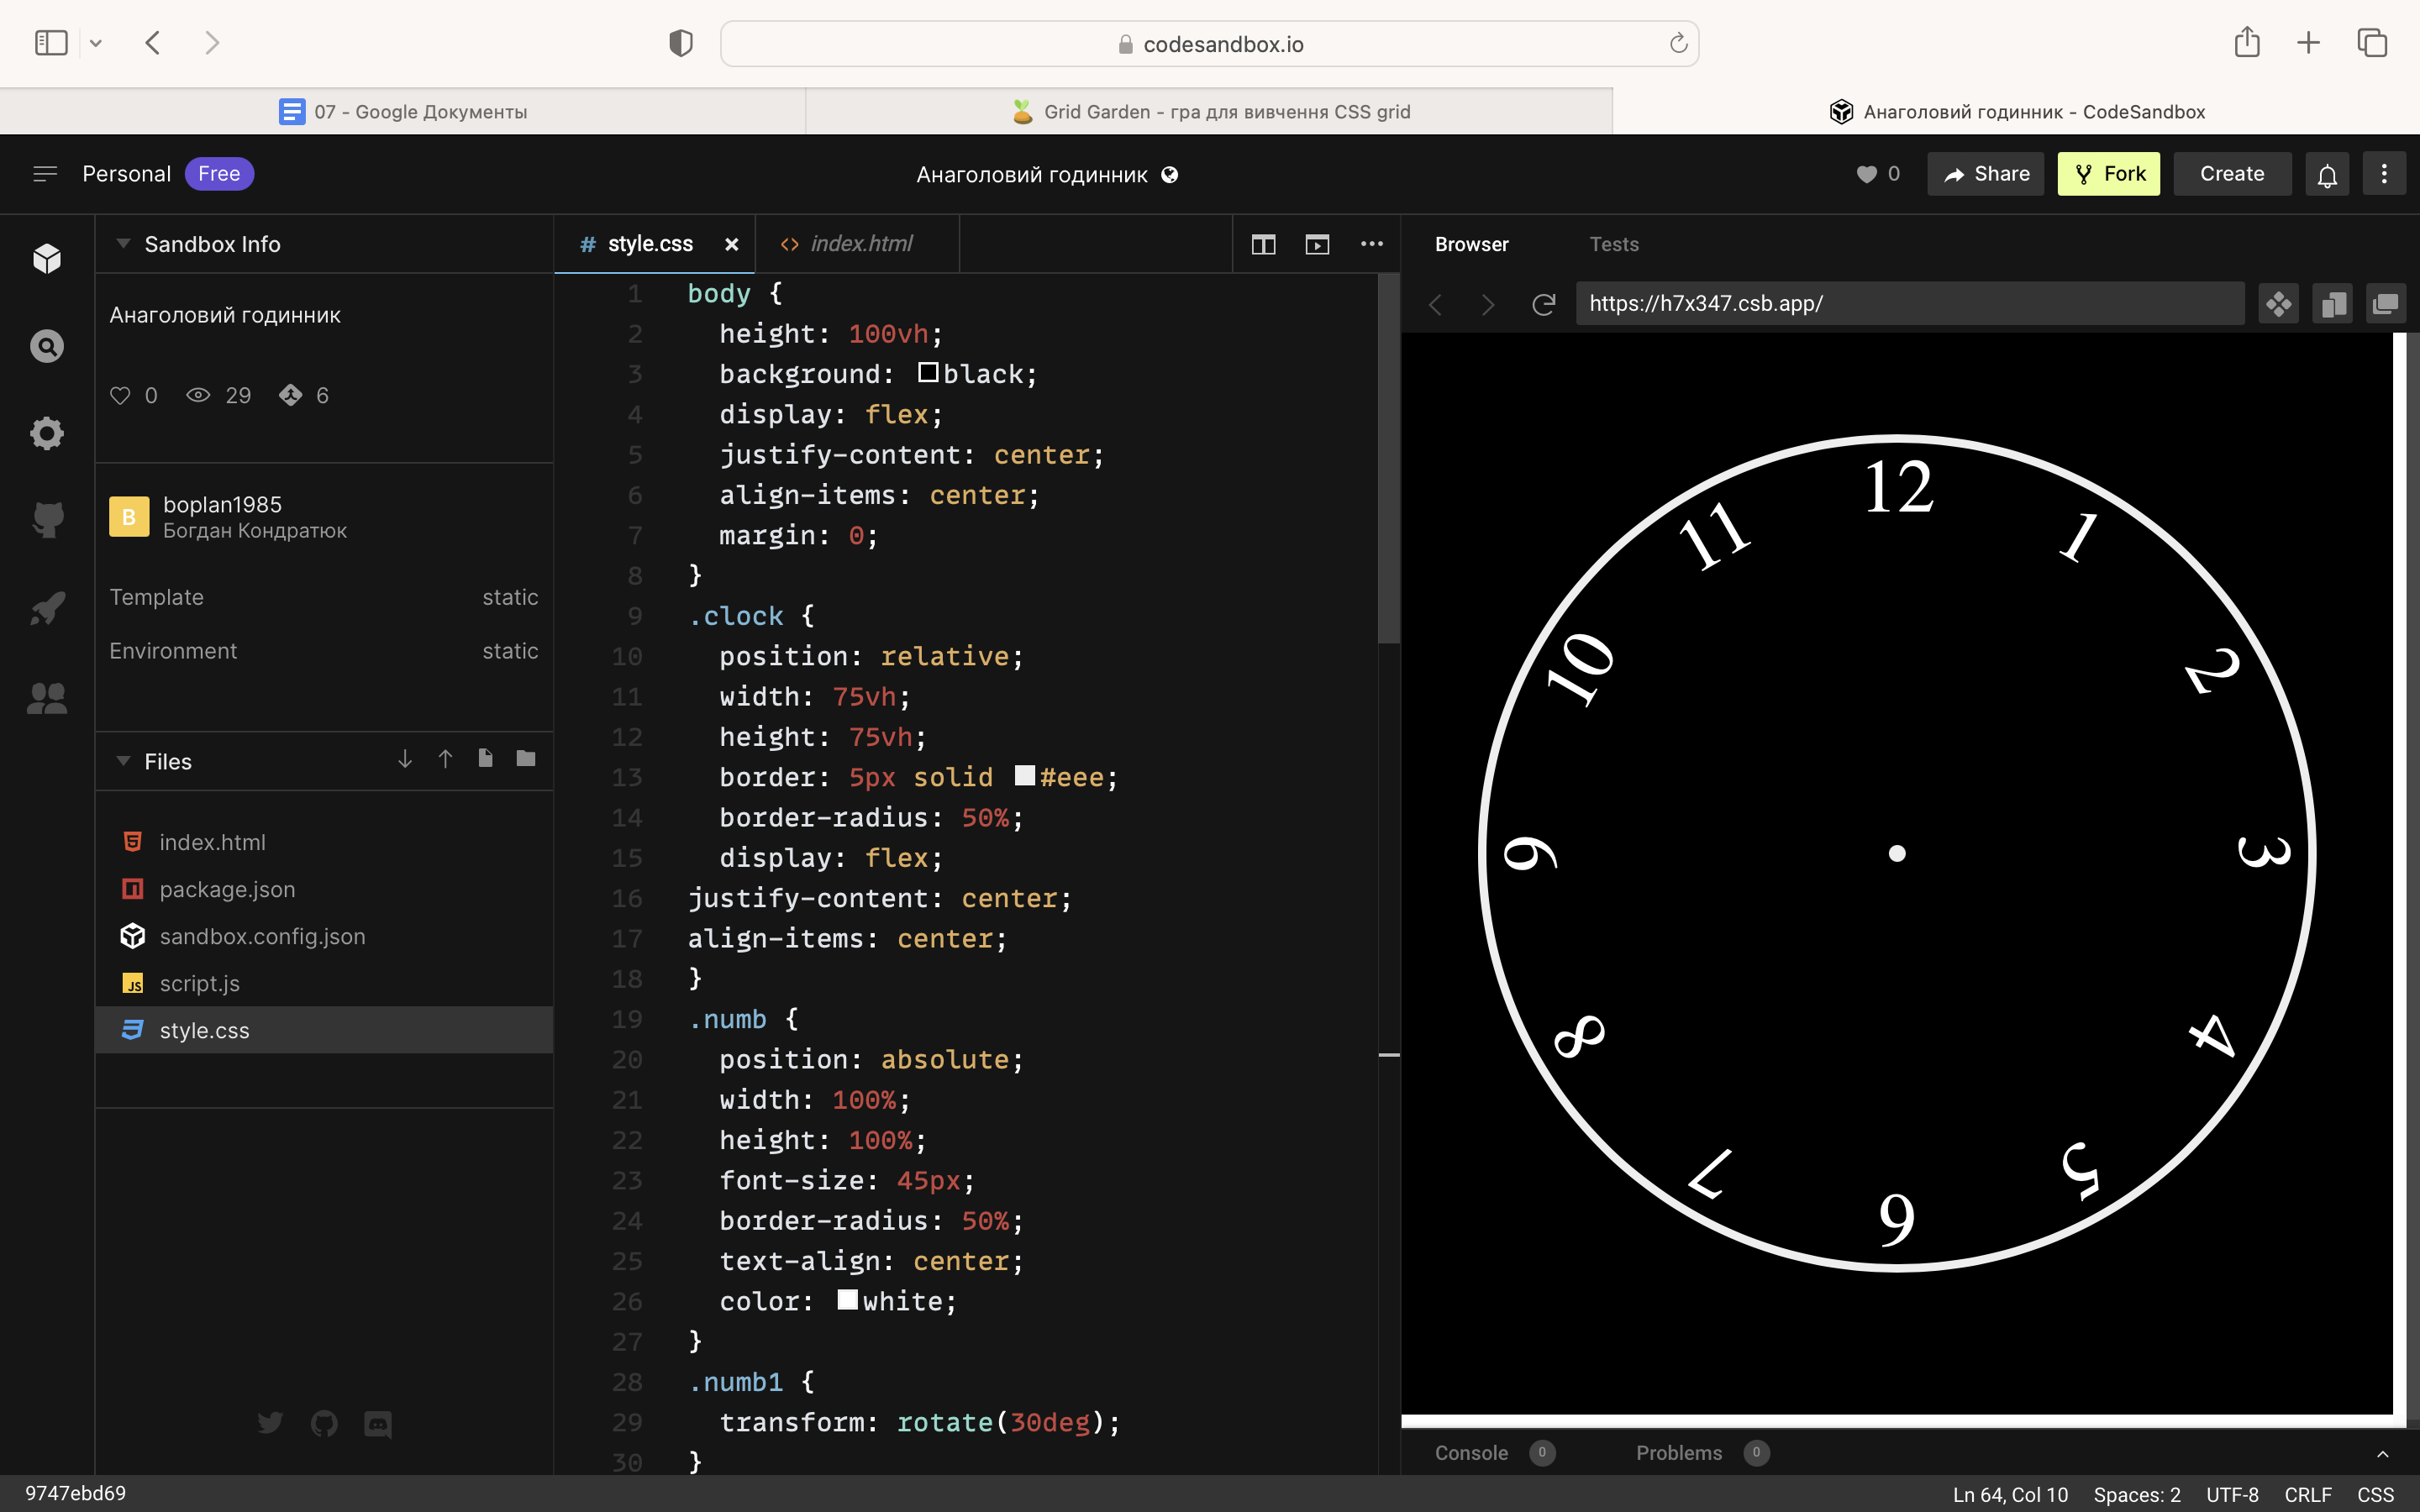 codesandbox.io
07 - Google Документы
Grid Garden - гра для вивчення CSS grid
Анаголовий годинник - CodeSandbox
Personal Free
Анаголовий годинник
0 Share Fork Create
Sandbox Info
Анаголовий годинник
0 29 6
B
boplan1985
Богдан Кондратюк
Template static
Environment static
Files
index.html
package.json
sandbox.config.json
JS script.js
style.css
# style.css
<> index.html
1 body {
2 height: 100vh;
3 background: black;
4 display: flex;
5 justify-content: center;
6 align-items: center;
7 margin: 0;
8 }
9 .clock {
10 position: relative;
11 width: 75vh;
12 height: 75vh;
13 border: 5px solid #eee;
14 border-radius: 50%;
15 display: flex;
16 justify-content: center;
17 align-items: center;
18 }
19 .numb {
20 position: absolute;
21 width: 100%;
22 height: 100%;
23 font-size: 45px;
24 border-radius: 50%;
25 text-align: center;
26 color: white;
27 }
28 .numb1 {
29 transform: rotate(30deg);
30 }
Browser Tests
https://h7x347.csb.app/
12
1
2
3
4
5
6
7
8
9
10
11
Console 0 Problems 0
9747ebd69
Ln 64, Col 10 Spaces: 2 UTF-8 CRLF CSS